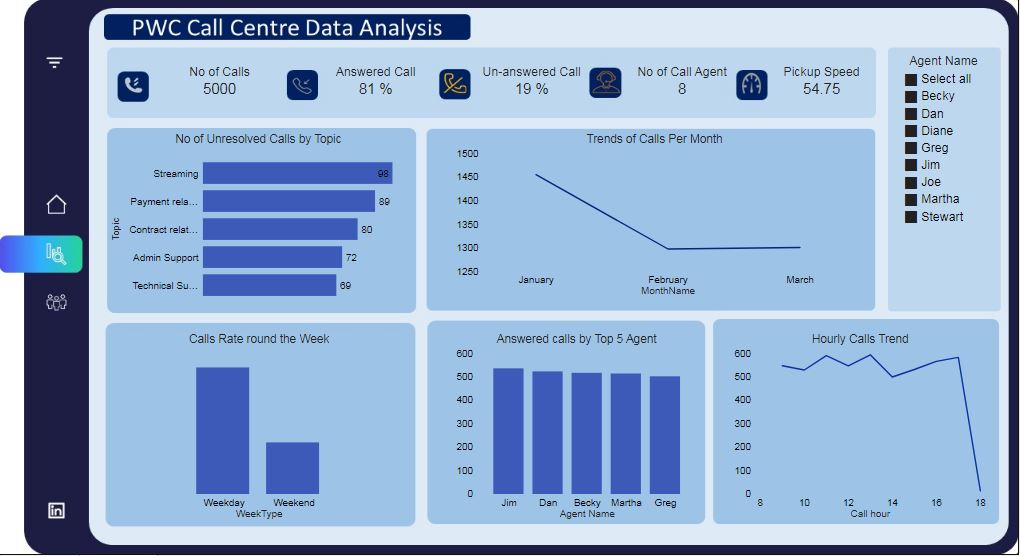 PWC Call Centre Data Analysis
No of Calls
5000
Answered Call
81 %
Un-answered Call
19 %
No of Call Agent
8
Pickup Speed
54.75
Agent Name
Select all
Becky
Dan
Diane
Greg
Jim
Joe
Martha
Stewart
No of Unresolved Calls by Topic
Topic
Streaming
98
Payment rela...
89
Contract relat...
80
Admin Support
72
Technical Su...
69
Trends of Calls Per Month
1500
1450
1400
1350
1300
1250
January
February
March
MonthName
Calls Rate round the Week
Weekday
Weekend
WeekType
Answered calls by Top 5 Agent
600
500
400
300
200
100
0
Jim
Dan
Becky
Martha
Greg
Agent Name
Hourly Calls Trend
600
500
400
300
200
100
0
8
10
12
14
16
18
Call hour
in